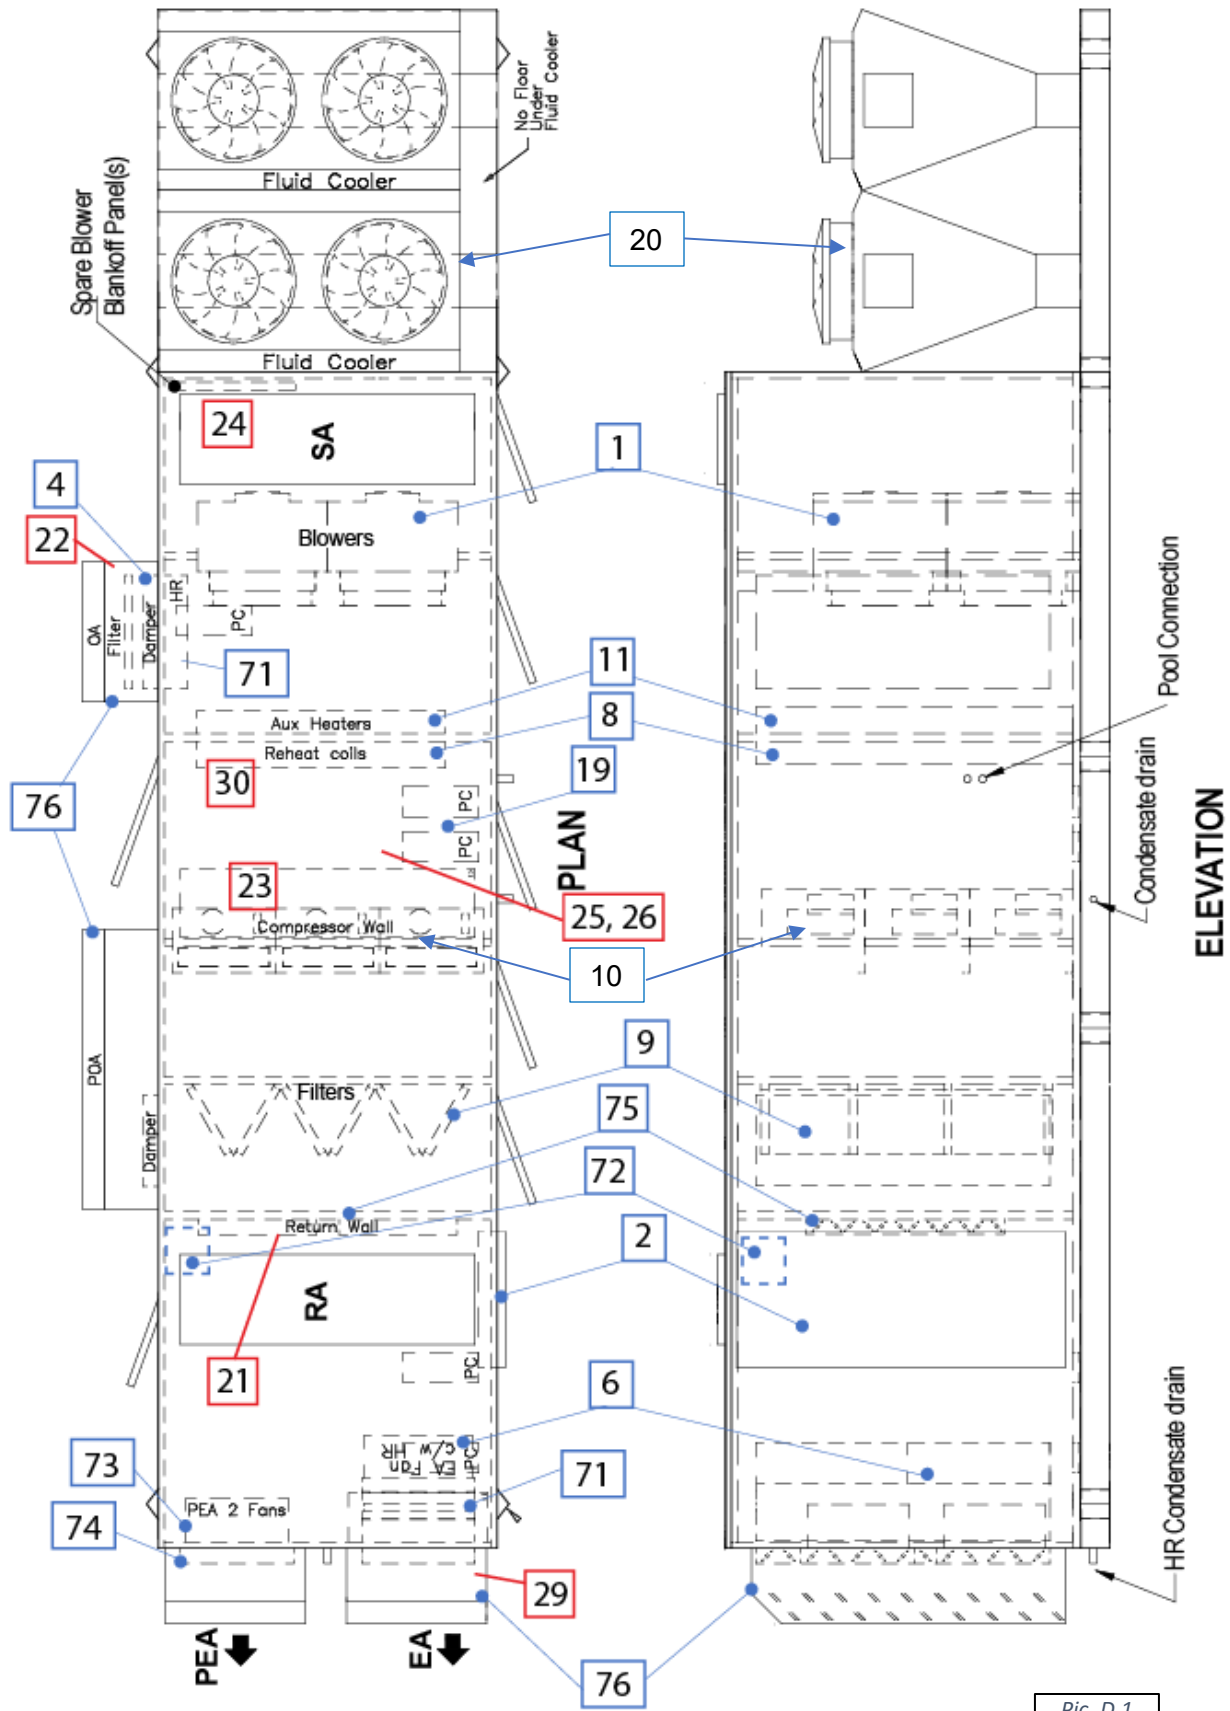 No Floor
Under
Fluid Cooler
Fluid Cooler
Spare Blower
Blankoff Panel(s)
20
Fluid Cooler
24
SA
1
4
22
Blowers
OA
Filter
Damper
HR
PC
71
Pool Connection
11
Aux Heaters
8
Reheat coils
30
19
PC
76
PC
PLAN
Condensate drain
ELEVATION
23
25, 26
Compressor Wall
10
9
POA
Filters
75
Damper
72
Return Wall
2
RA
21
PC
6
EA Fan
c/w HR
PC
73
71
PEA 2 Fans
74
HR Condensate drain
29
PEA
EA
76
Pic. D.1